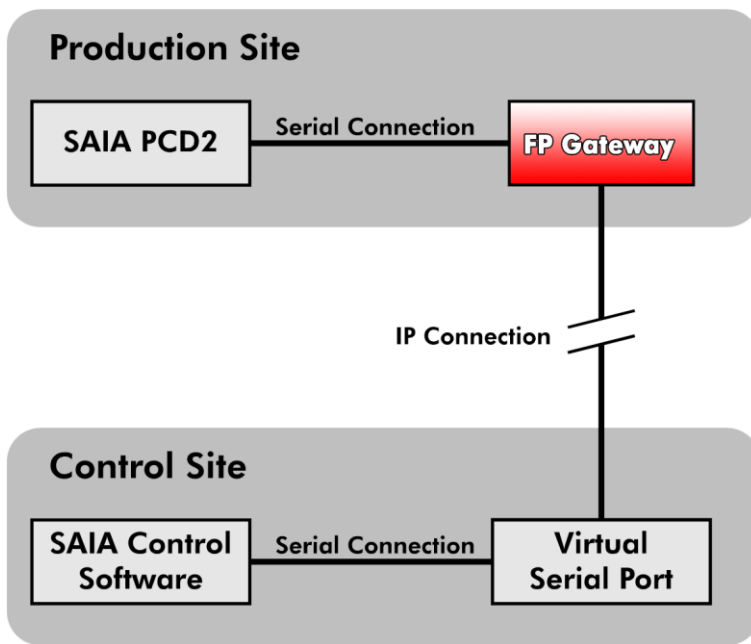 Production Site
SAIA PCD2
Serial Connection
FP Gateway
IP Connection
Control Site
SAIA Control
Software
Serial Connection
Virtual
Serial Port